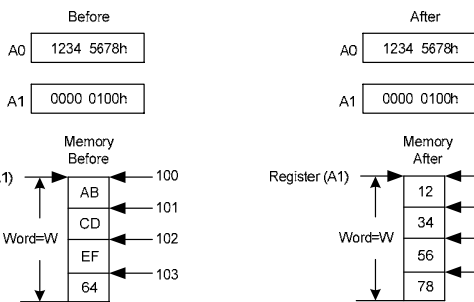 Before
After
A0
1234 5678h
A0
1234 5678h
A1
0000 0100h
A1
0000 0100h
Memory
Before
Memory
After
A1)
100
Register (A1)
AB
12
101
CD
34
Word=W
102
Word=W
EF
56
103
64
78